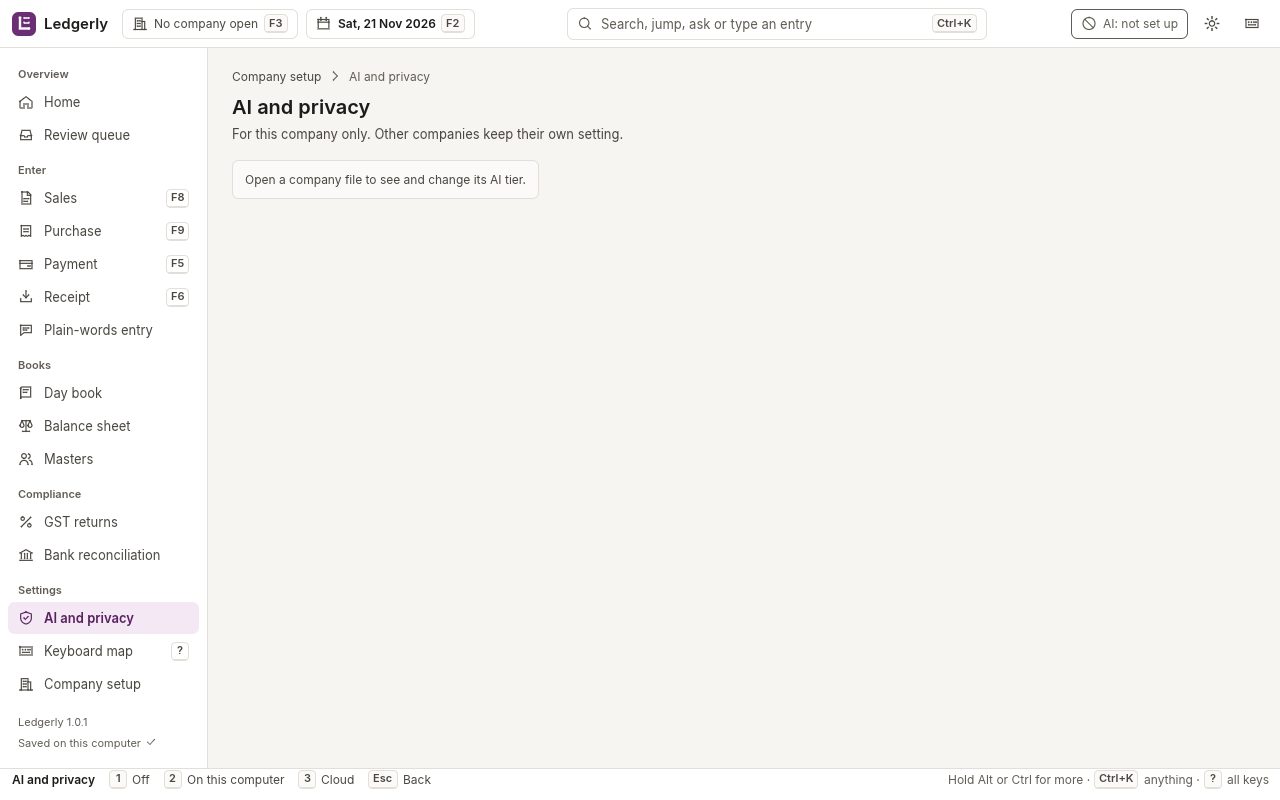 Ledgerly
No company open F3
Sat, 21 Nov 2026 F2
Search, jump, ask or type an entry Ctrl+K
AI: not set up
Overview
Home
Review queue
Enter
Sales F8
Purchase F9
Payment F5
Receipt F6
Plain-words entry
Books
Day book
Balance sheet
Masters
Compliance
GST returns
Bank reconciliation
Settings
AI and privacy
Keyboard map ?
Company setup
Ledgerly 1.0.1
Saved on this computer
Company setup AI and privacy
AI and privacy
For this company only. Other companies keep their own setting.
Open a company file to see and change its AI tier.
AI and privacy 1 Off 2 On this computer 3 Cloud Esc Back
Hold Alt or Ctrl for more · Ctrl+K anything · ? all keys